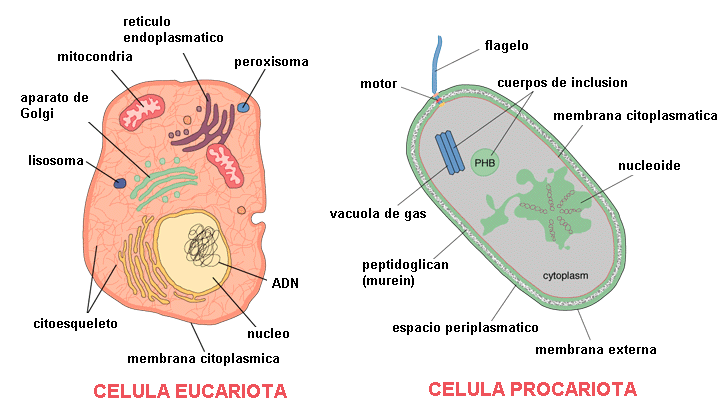 reticulo
endoplasmatico
mitocondria
peroxisoma
aparato de
Golgi
lisosoma
ADN
citoesqueleto
nucleo
membrana citoplasmica
CELULA EUCARIOTA
flagelo
motor
cuerpos de inclusion
membrana citoplasmatica
PHB
nucleoide
vacuola de gas
peptidoglican
(murein)
cytoplasm
espacio periplasmatico
membrana externa
CELULA PROCARIOTA